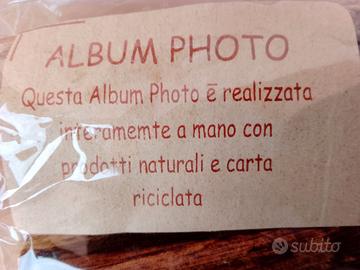 ALBUM PHOTO
Questa Album Photo ē realizzata
interamemte a mano con
prodotti naturali e carta
riciclata
subito